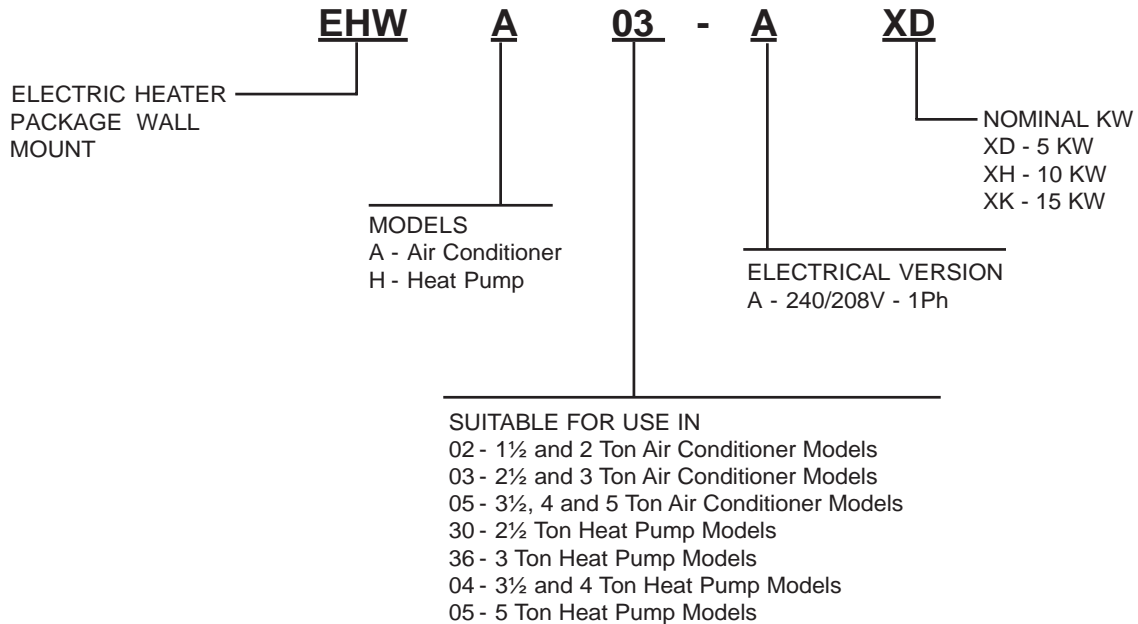 EHW A 03 - A XD
ELECTRIC HEATER
PACKAGE WALL
MOUNT
NOMINAL KW
XD - 5 KW
XH - 10 KW
XK - 15 KW
MODELS
A - Air Conditioner
H - Heat Pump
ELECTRICAL VERSION
A - 240/208V - 1Ph
SUITABLE FOR USE IN
02 - 1½ and 2 Ton Air Conditioner Models
03 - 2½ and 3 Ton Air Conditioner Models
05 - 3½, 4 and 5 Ton Air Conditioner Models
30 - 2½ Ton Heat Pump Models
36 - 3 Ton Heat Pump Models
04 - 3½ and 4 Ton Heat Pump Models
05 - 5 Ton Heat Pump Models